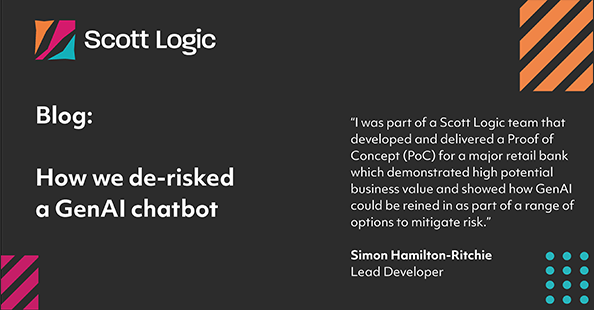 Scott Logic
Blog:
How we de-risked
a GenAI chatbot
“I was part of a Scott Logic team that
developed and delivered a Proof of
Concept (PoC) for a major retail bank
which demonstrated high potential
business value and showed how GenAI
could be reined in as part of a range of
options to mitigate risk.”
Simon Hamilton-Ritchie
Lead Developer